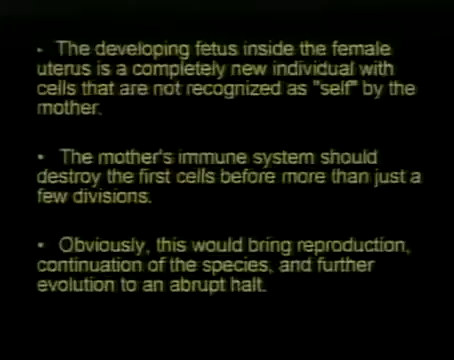 • The developing fetus inside the female
uterus is a completely new individual with
cells that are not recognized as "self" by the
mother.
• The mother's immune system should
destroy the first cells before more than just a
few divisions.
• Obviously, this would bring reproduction,
continuation of the species, and further
evolution to an abrupt halt.